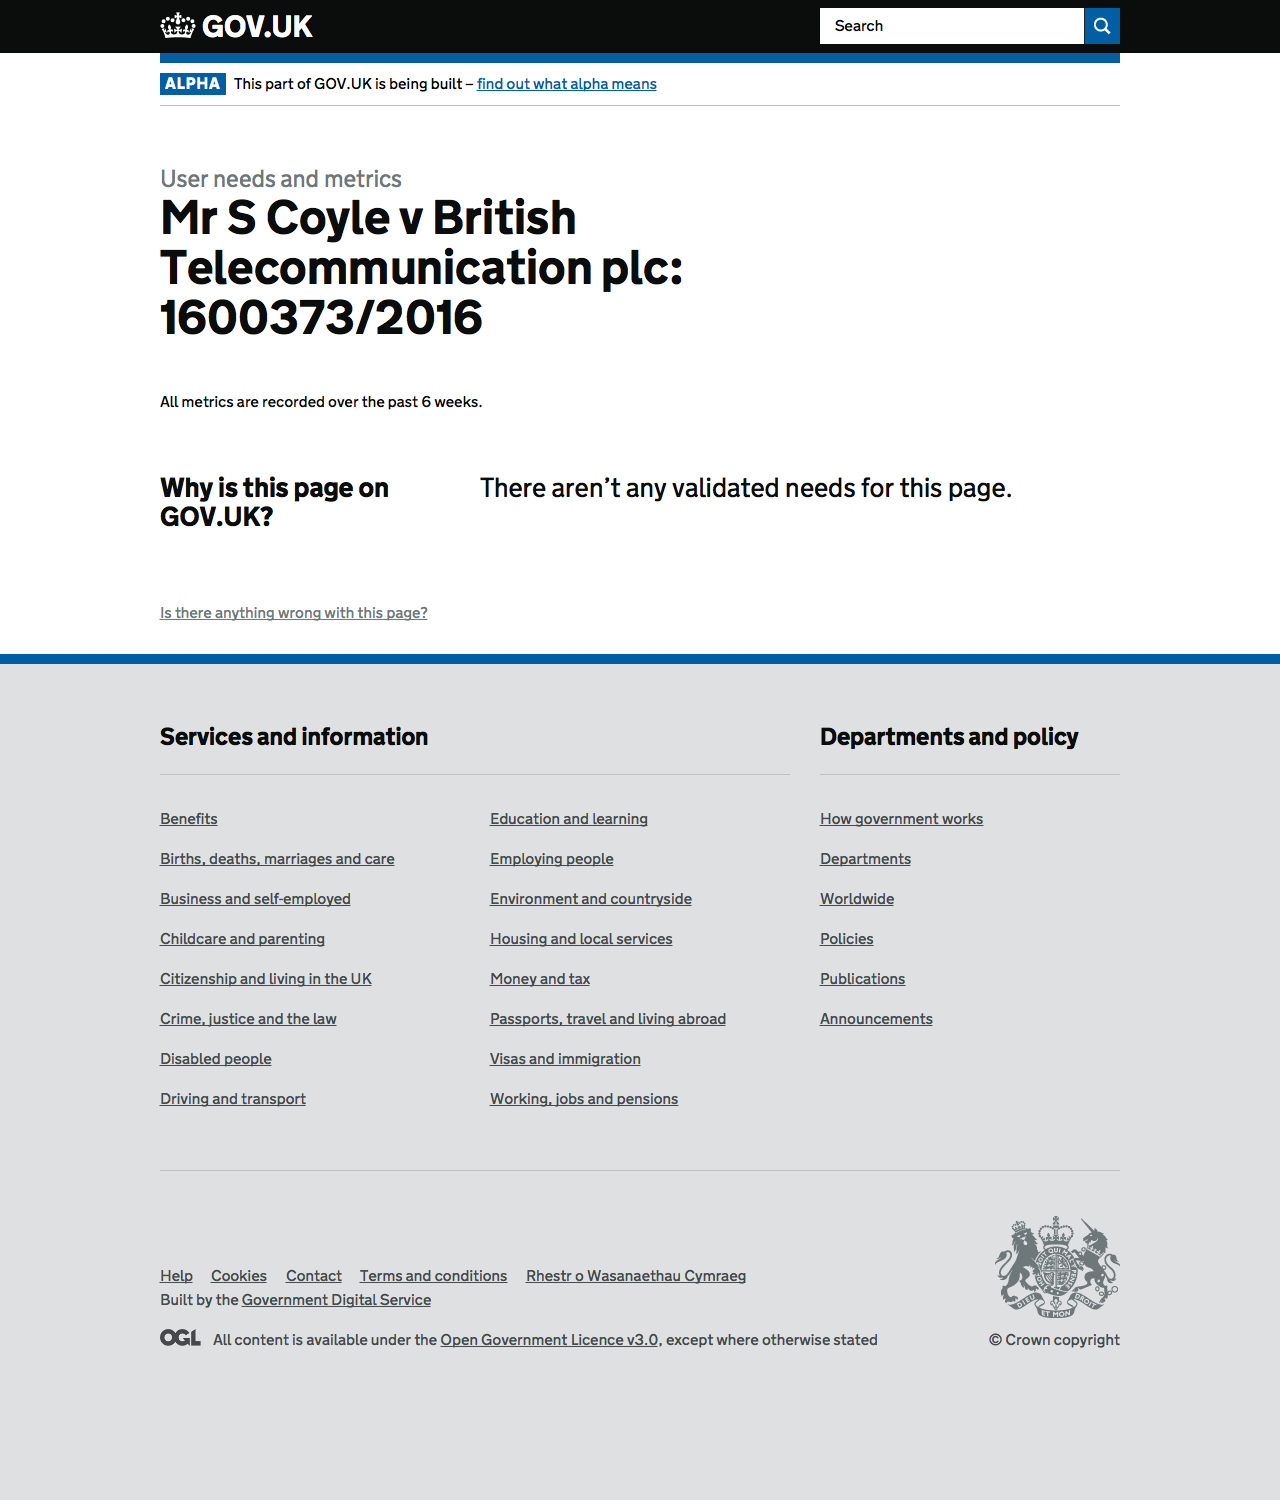 GOV.UK
Search
ALPHA This part of GOV.UK is being built – find out what alpha means
User needs and metrics
Mr S Coyle v British
Telecommunication plc:
1600373/2016
All metrics are recorded over the past 6 weeks.
Why is this page on
GOV.UK?
There aren’t any validated needs for this page.
Is there anything wrong with this page?
Services and information
Benefits
Births, deaths, marriages and care
Business and self-employed
Childcare and parenting
Citizenship and living in the UK
Crime, justice and the law
Disabled people
Driving and transport
Education and learning
Employing people
Environment and countryside
Housing and local services
Money and tax
Passports, travel and living abroad
Visas and immigration
Working, jobs and pensions
Departments and policy
How government works
Departments
Worldwide
Policies
Publications
Announcements
Help Cookies Contact Terms and conditions Rhestr o Wasanaethau Cymraeg
Built by the Government Digital Service
OGL All content is available under the Open Government Licence v3.0, except where otherwise stated
DIEU ET MON DROIT
© Crown copyright